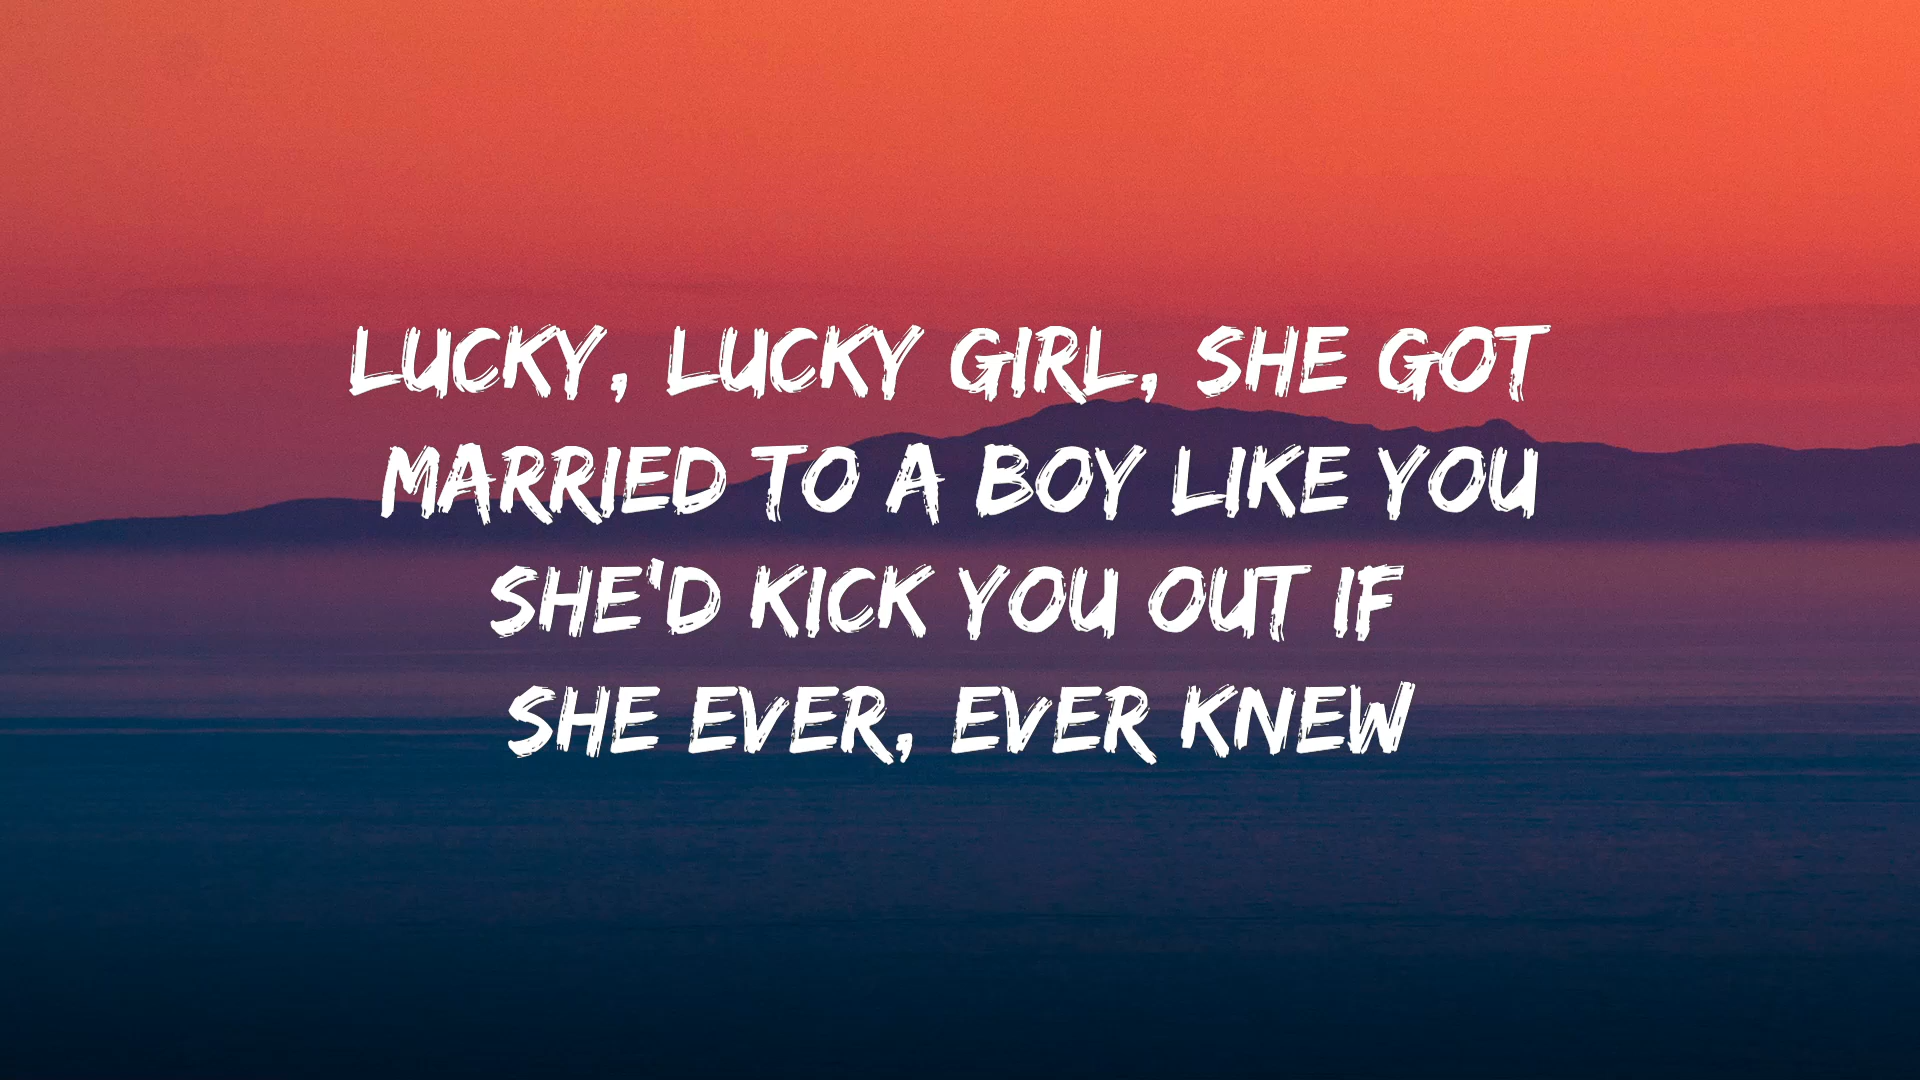 LUCKY, LUCKY GIRL, SHE GOT
MARRIED TO A BOY LIKE YOU
SHE'D KICK YOU OUT IF
SHE EVER, EVER KNEW